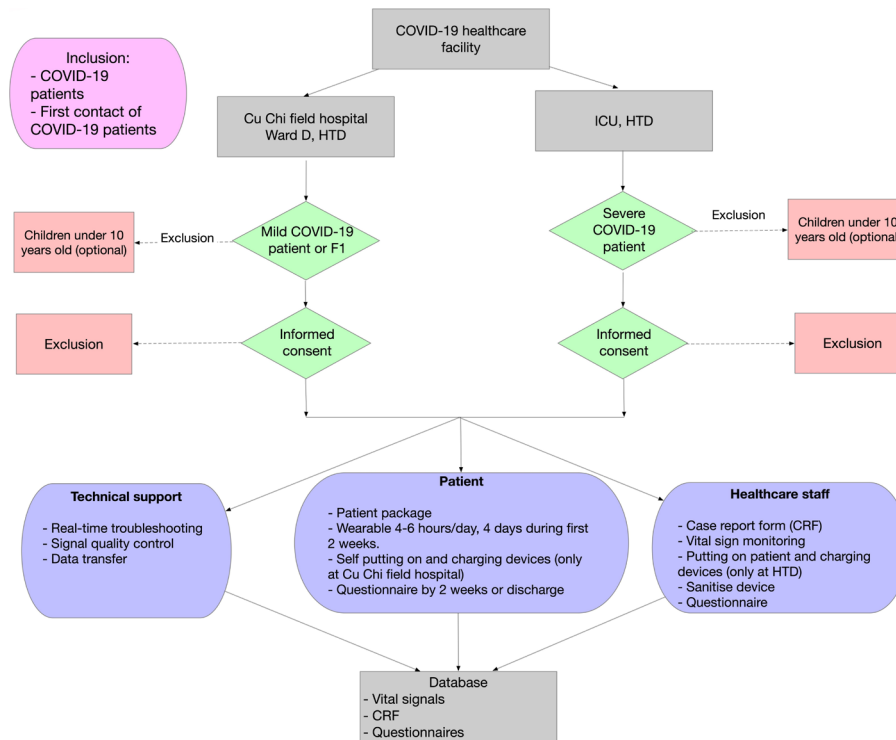 COVID-19 healthcare
facility
Inclusion:
- COVID-19
patients
- First contact of
COVID-19 patients
Cu Chi field hospital
Ward D, HTD
ICU, HTD
Children under 10
years old (optional)
Exclusion
Mild COVID-19
patient or F1
Severe
COVID-19
patient
Exclusion
Children under 10
years old (optional)
Exclusion
Informed
consent
Informed
consent
Exclusion
Technical support
- Real-time troubleshooting
- Signal quality control
- Data transfer
Patient
- Patient package
- Wearable 4-6 hours/day, 4 days during first
2 weeks.
- Self putting on and charging devices (only
at Cu Chi field hospital)
- Questionnaire by 2 weeks or discharge
Healthcare staff
- Case report form (CRF)
- Vital sign monitoring
- Putting on patient and charging
devices (only at HTD)
- Sanitise device
- Questionnaire
Database
- Vital signals
- CRF
- Questionnaires